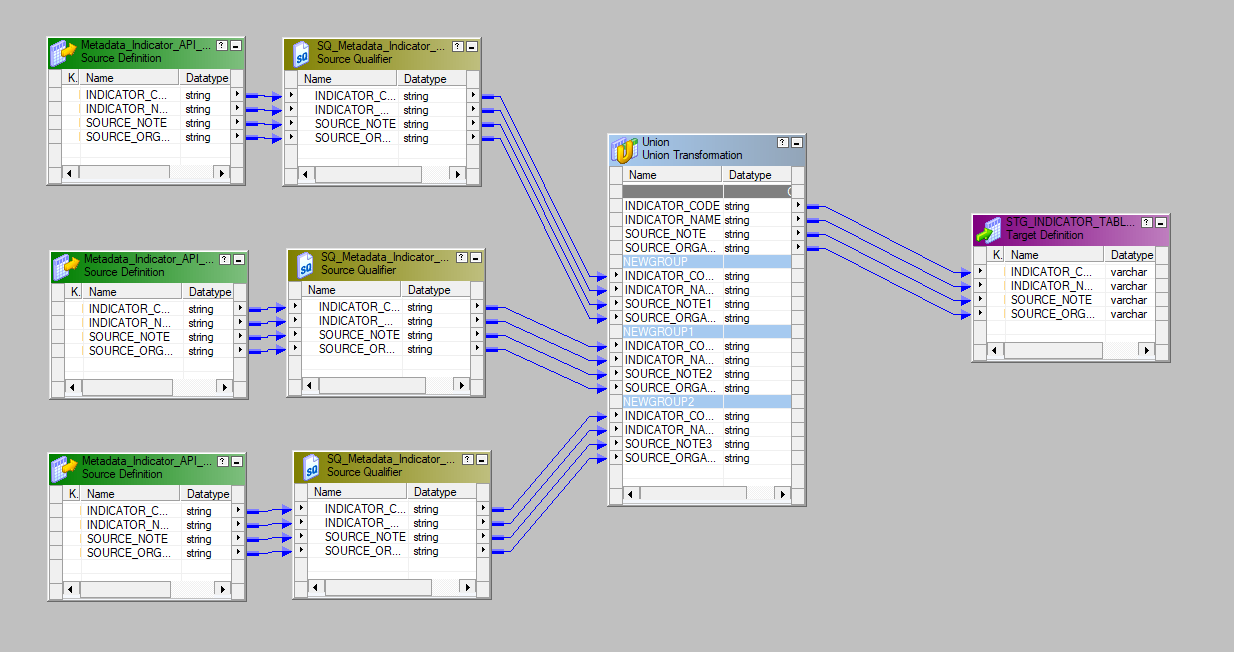 Metadata_Indicator_API_...
Source Definition
K. Name Datatype
INDICATOR_C... string
INDICATOR_N... string
SOURCE_NOTE string
SOURCE_ORG... string
SQ_Metadata_Indicator_...
Source Qualifier
Name Datatype
INDICATOR_C... string
INDICATOR_... string
SOURCE_NOTE string
SOURCE_OR... string
Metadata_Indicator_API_...
Source Definition
K. Name Datatype
INDICATOR_C... string
INDICATOR_N... string
SOURCE_NOTE string
SOURCE_ORG... string
SQ_Metadata_Indicator_...
Source Qualifier
Name Datatype
INDICATOR_C... string
INDICATOR_... string
SOURCE_NOTE string
SOURCE_OR... string
Metadata_Indicator_API_...
Source Definition
K. Name Datatype
INDICATOR_C... string
INDICATOR_N... string
SOURCE_NOTE string
SOURCE_ORG... string
SQ_Metadata_Indicator_...
Source Qualifier
Name Datatype
INDICATOR_C... string
INDICATOR_... string
SOURCE_NOTE string
SOURCE_OR... string
Union
Union Transformation
Name Datatype
INDICATOR_CODE string
INDICATOR_NAME string
SOURCE_NOTE string
SOURCE_ORGA... string
NEWGROUP
INDICATOR_CO... string
INDICATOR_NA... string
SOURCE_NOTE1 string
SOURCE_ORGA... string
NEWGROUP1
INDICATOR_CO... string
INDICATOR_NA... string
SOURCE_NOTE2 string
SOURCE_ORGA... string
NEWGROUP2
INDICATOR_CO... string
INDICATOR_NA... string
SOURCE_NOTE3 string
SOURCE_ORGA... string
STG_INDICATOR_TABL...
Target Definition
K. Name Datatype
INDICATOR_C... varchar
INDICATOR_N... varchar
SOURCE_NOTE varchar
SOURCE_ORG... varchar